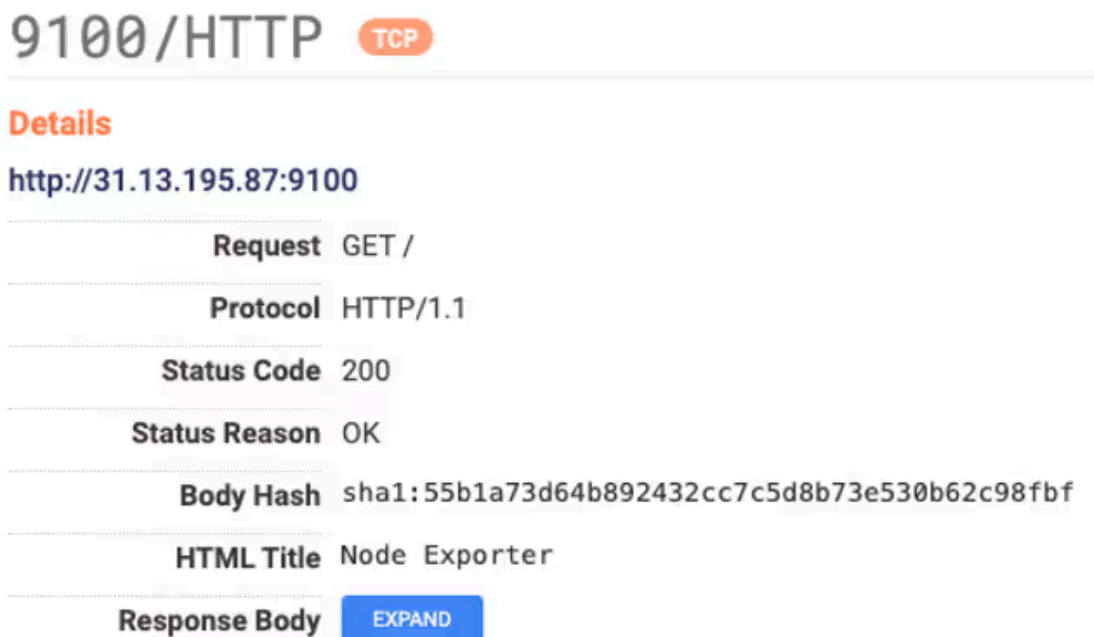 9100/HTTP TCP
Details
http://31.13.195.87:9100
Request GET /
Protocol HTTP/1.1
Status Code 200
Status Reason OK
Body Hash sha1:55b1a73d64b892432cc7c5d8b73e530b62c98fbf
HTML Title Node Exporter
Response Body EXPAND